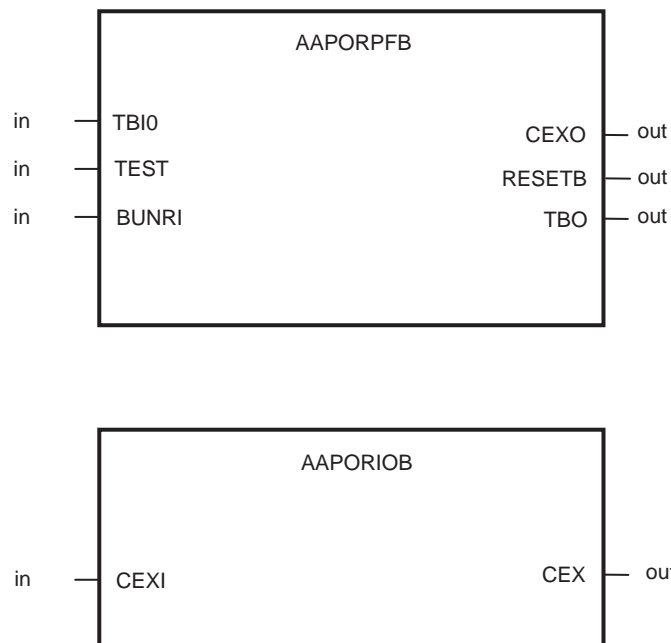 AAPORPFB
in TBI0 CEXO out
in TEST RESETB out
in BUNRI TBO out
AAPORIOB
in CEXI CEX